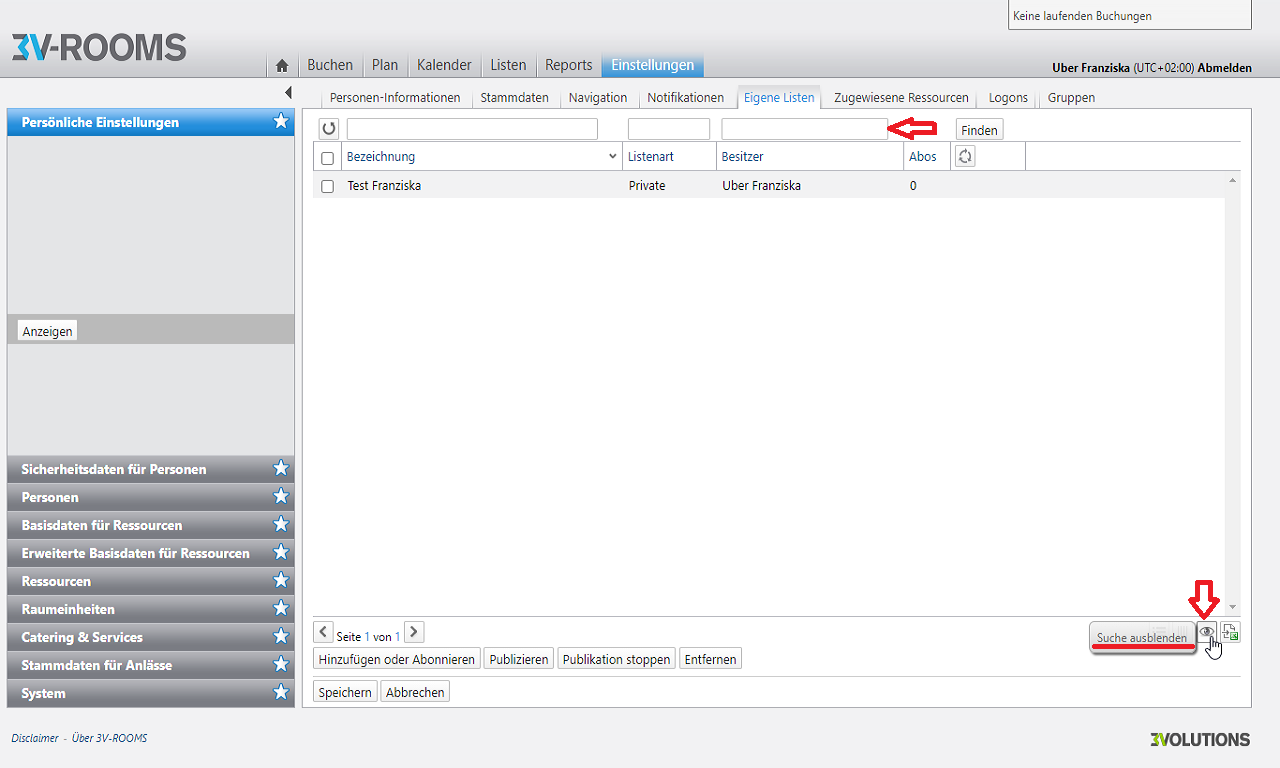 Keine laufenden Buchungen
3V-ROOMS
Buchen Plan Kalender Listen Reports Einstellungen
Uber Franziska (UTC+02:00) Abmelden
Personen-Informationen Stammdaten Navigation Notifikationen Eigene Listen Zugewiesene Ressourcen Logons Gruppen
Persönliche Einstellungen
Finden
Bezeichnung Listenart Besitzer Abos
Test Franziska Private Uber Franziska 0
Anzeigen
Sicherheitsdaten für Personen
Personen
Basisdaten für Ressourcen
Erweiterte Basisdaten für Ressourcen
Ressourcen
Raumeinheiten
Catering & Services
Stammdaten für Anlässe
System
Seite 1 von 1
Suche ausblenden
Hinzufügen oder Abonnieren Publizieren Publikation stoppen Entfernen
Speichern Abbrechen
Disclaimer - Über 3V-ROOMS
3VOLUTIONS